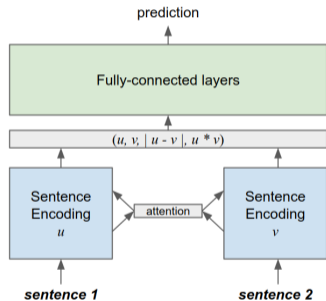 prediction
Fully-connected layers
(u, v, | u - v |, u * v)
Sentence
Encoding
u
attention
Sentence
Encoding
v
sentence 1
sentence 2